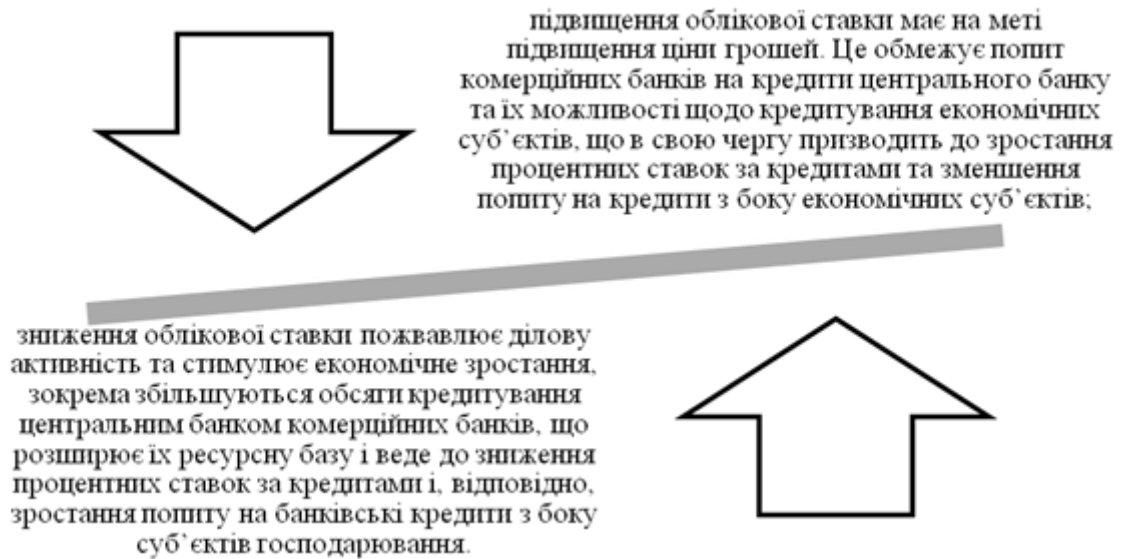 підвищення облікової ставки має на меті
підвищення ціни грошей. Це обмежує попит
комерційних банків на кредити центрального банку
та їх можливості щодо кредитування економічних
суб’єктів, що в свою чергу призводить до зростання
процентних ставок за кредитами та зменшення
попиту на кредити з боку економічних суб’єктів;
зниження облікової ставки пожвавлює ділову
активність та стимулює економічне зростання,
зокрема збільшуються обсяги кредитування
центральним банком комерційних банків, що
розширює їх ресурсну базу і веде до зниження
процентних ставок за кредитами і, відповідно,
зростання попиту на банківські кредити з боку
суб’єктів господарювання.